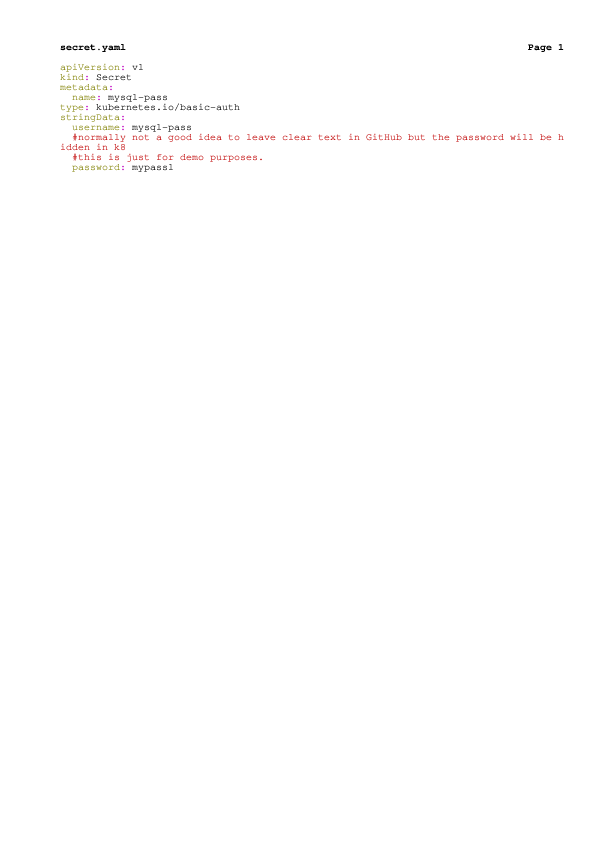 secret.yaml Page 1
apiVersion: v1
kind: Secret
metadata:
  name: mysql-pass
type: kubernetes.io/basic-auth
stringData:
  username: mysql-pass
  #normally not a good idea to leave clear text in GitHub but the password will be h
idden in k8
  #this is just for demo purposes.
  password: mypass1